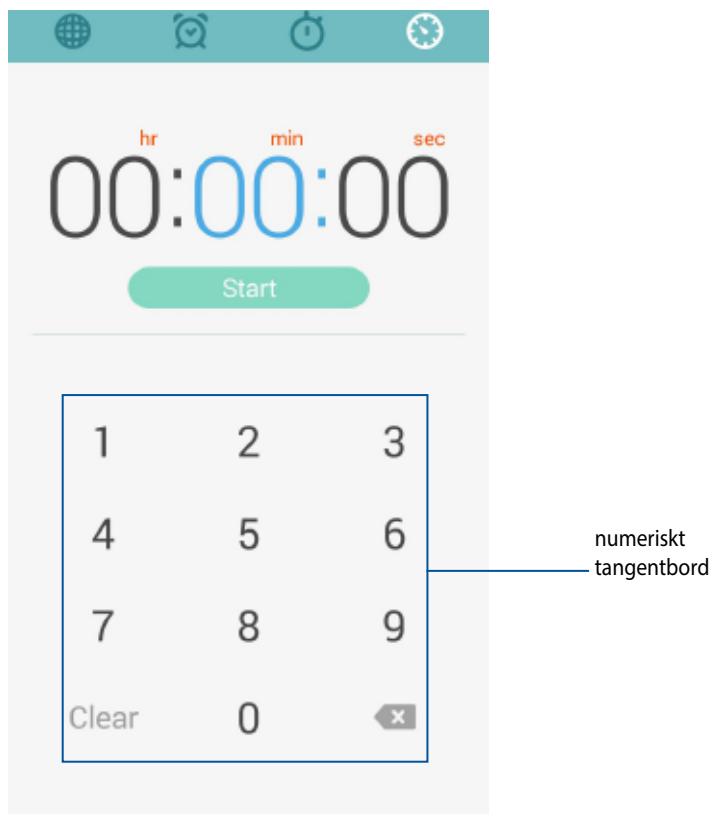 hr min sec
00:00:00
Start
1 2 3
4 5 6
numeriskt
tangentbord
7 8 9
Clear 0